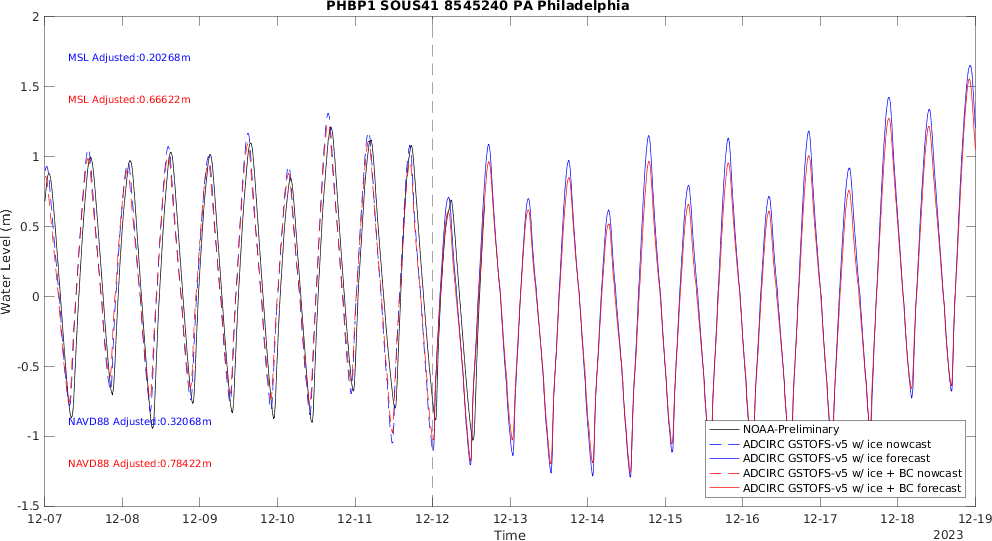 PHBP1 SOUS41 8545240 PA Philadelphia
2
1.5
1
0.5
0
-0.5
-1
-1.5
Water Level (m)
MSL Adjusted:0.20268m
MSL Adjusted:0.66622m
NAVD88 Adjusted:0.32068m
NAVD88 Adjusted:0.78422m
NOAA-Preliminary
ADCIRC GSTOFS-v5 w/ ice nowcast
ADCIRC GSTOFS-v5 w/ ice forecast
ADCIRC GSTOFS-v5 w/ ice + BC nowcast
ADCIRC GSTOFS-v5 w/ ice + BC forecast
12-07 12-08 12-09 12-10 12-11 12-12 12-13 12-14 12-15 12-16 12-17 12-18 12-19
Time
2023